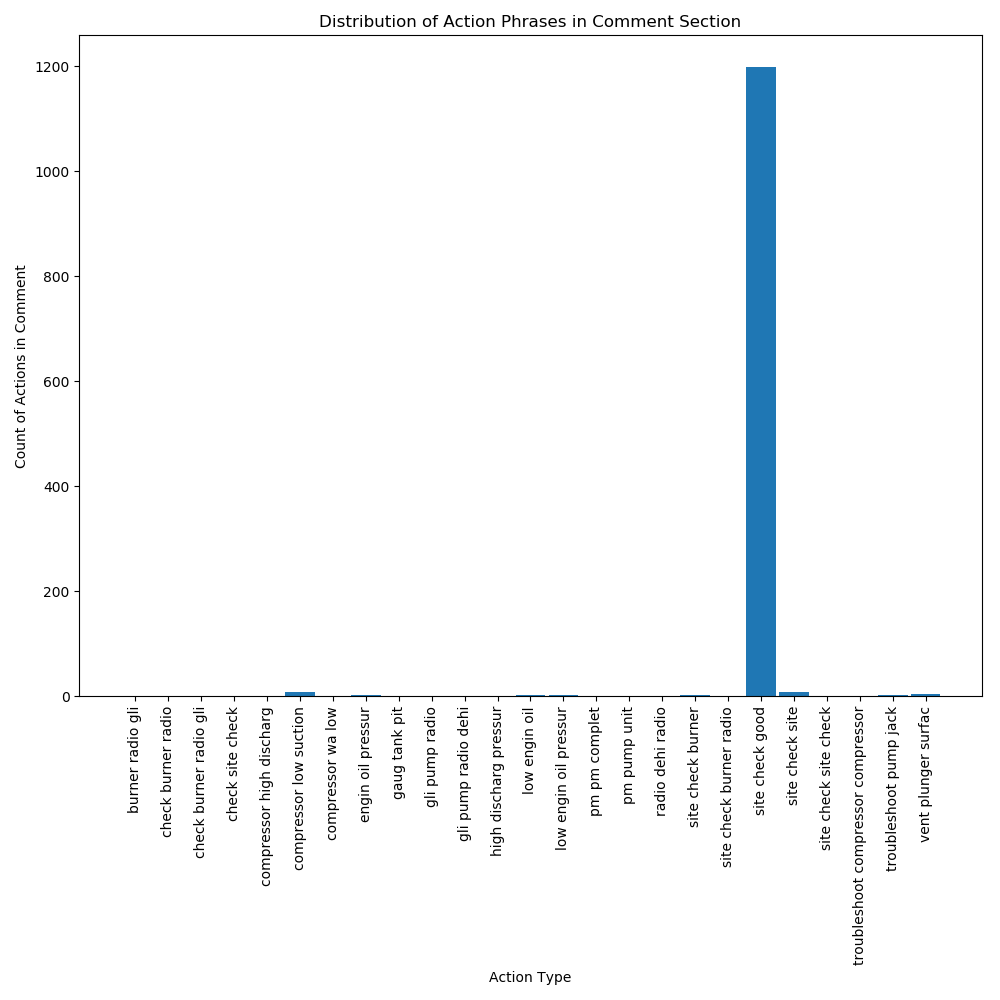 Distribution of Action Phrases in Comment Section
Count of Actions in Comment
1200
1000
800
600
400
200
0
burner radio gli
check burner radio
check burner radio gli
check site check
compressor high discharg
compressor low suction
compressor wa low
engin oil pressur
gaug tank pit
gli pump radio
gli pump radio dehi
high discharg pressur
low engin oil
low engin oil pressur
pm pm complet
pm pump unit
radio dehi radio
site check burner
site check burner radio
site check good
site check site
site check site check
troubleshoot compressor compressor
troubleshoot pump jack
vent plunger surfac
Action Type